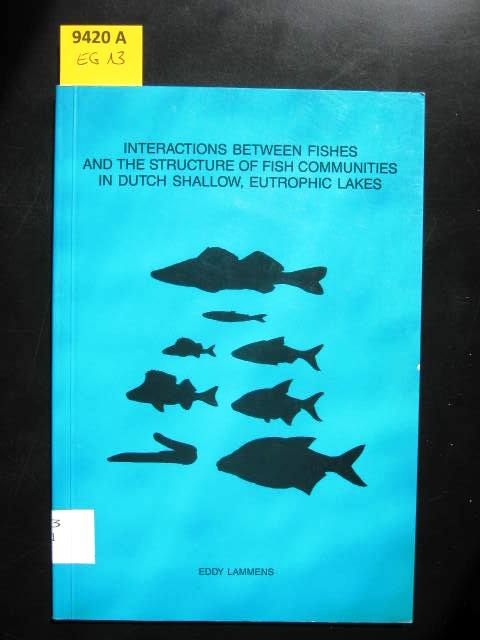 9420 A
EG 13
INTERACTIONS BETWEEN FISHES
AND THE STRUCTURE OF FISH COMMUNITIES
IN DUTCH SHALLOW, EUTROPHIC LAKES
EDDY LAMMENS